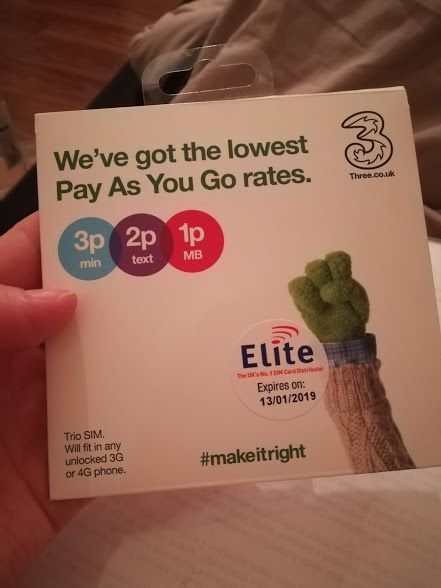 We've got the lowest
Pay As You Go rates.
3
Three.co.uk
3p
min
2p
text
1p
MB
Elite
The UK's No. 1 SIM Card Distributor
Expires on:
13/01/2019
Trio SIM.
Will fit in any
unlocked 3G
or 4G phone.
#makeitright